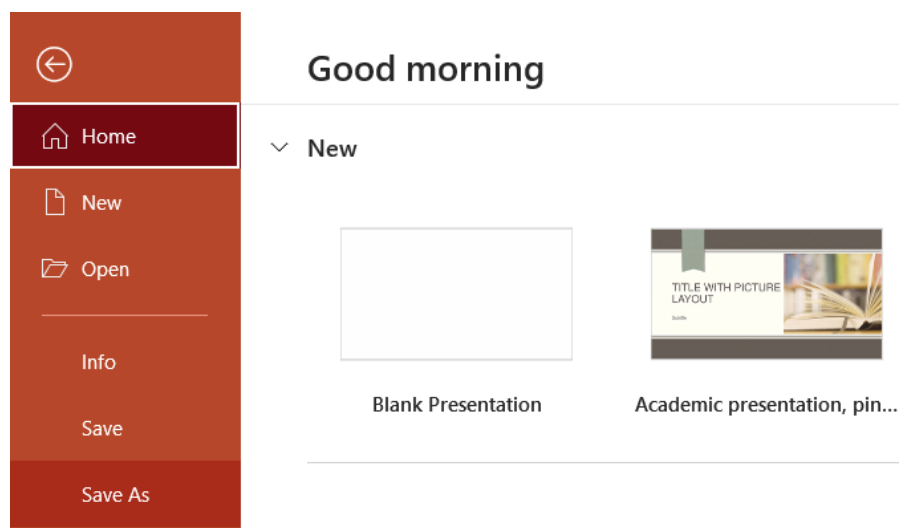 Good morning
Home
New
Open
Info
Save
Save As
New
TITLE WITH PICTURE
LAYOUT
Subtitle
Blank Presentation
Academic presentation, pin...